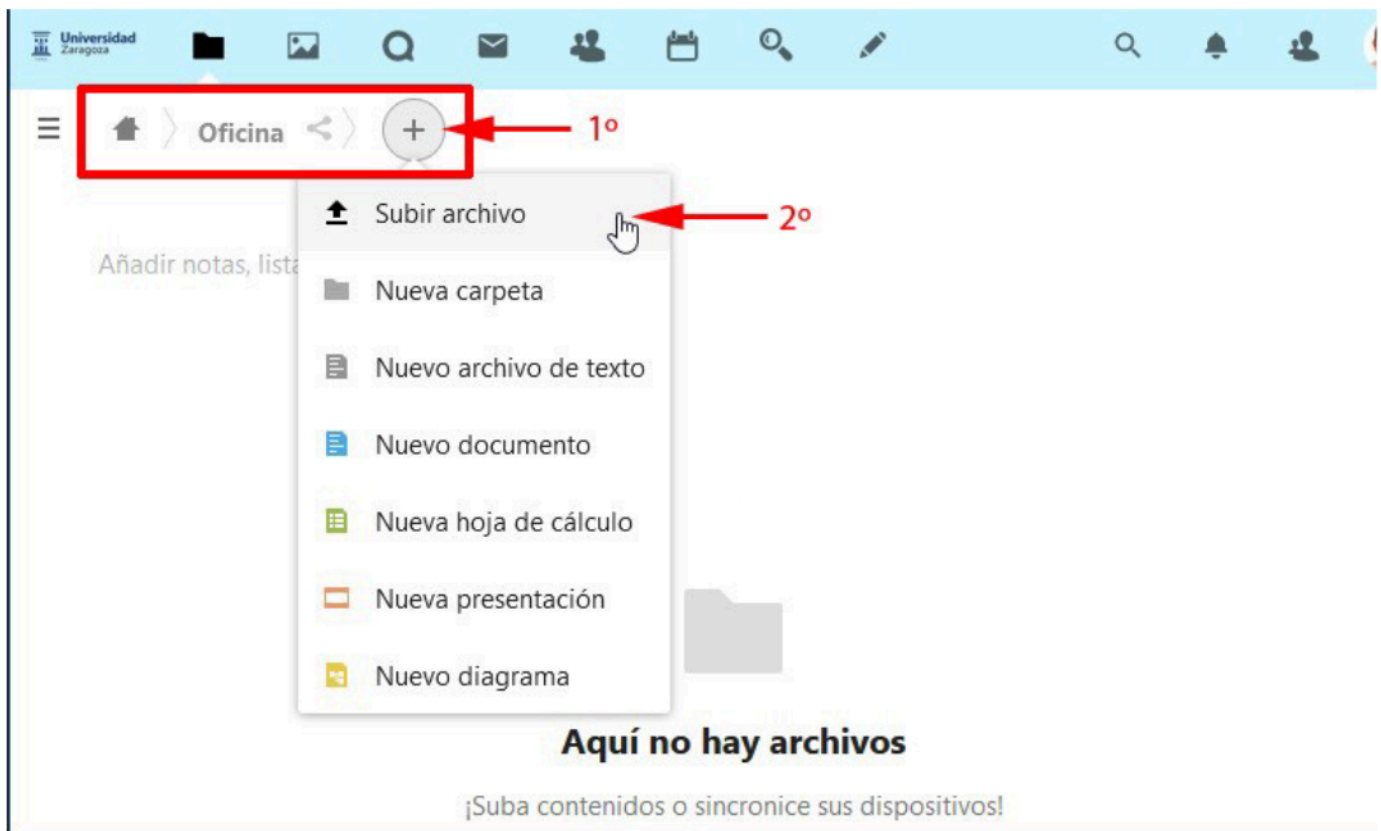 Universidad
Zaragoza
Oficina
1º
Subir archivo
2º
Añadir notas, lista
Nueva carpeta
Nuevo archivo de texto
Nuevo documento
Nueva hoja de cálculo
Nueva presentación
Nuevo diagrama
Aquí no hay archivos
¡Suba contenidos o sincronice sus dispositivos!